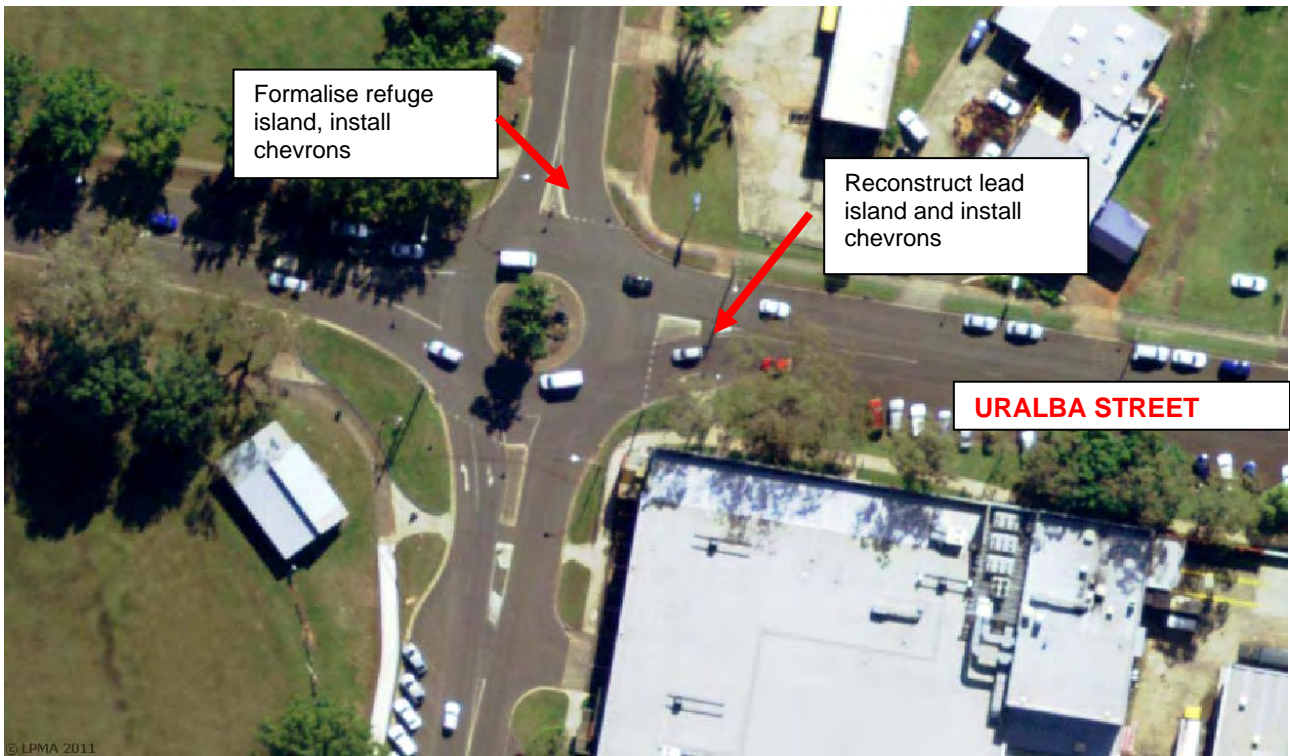 Formalise refuge
island, install
chevrons
Reconstruct lead
island and install
chevrons
URALBA STREET
© LPMA 2011